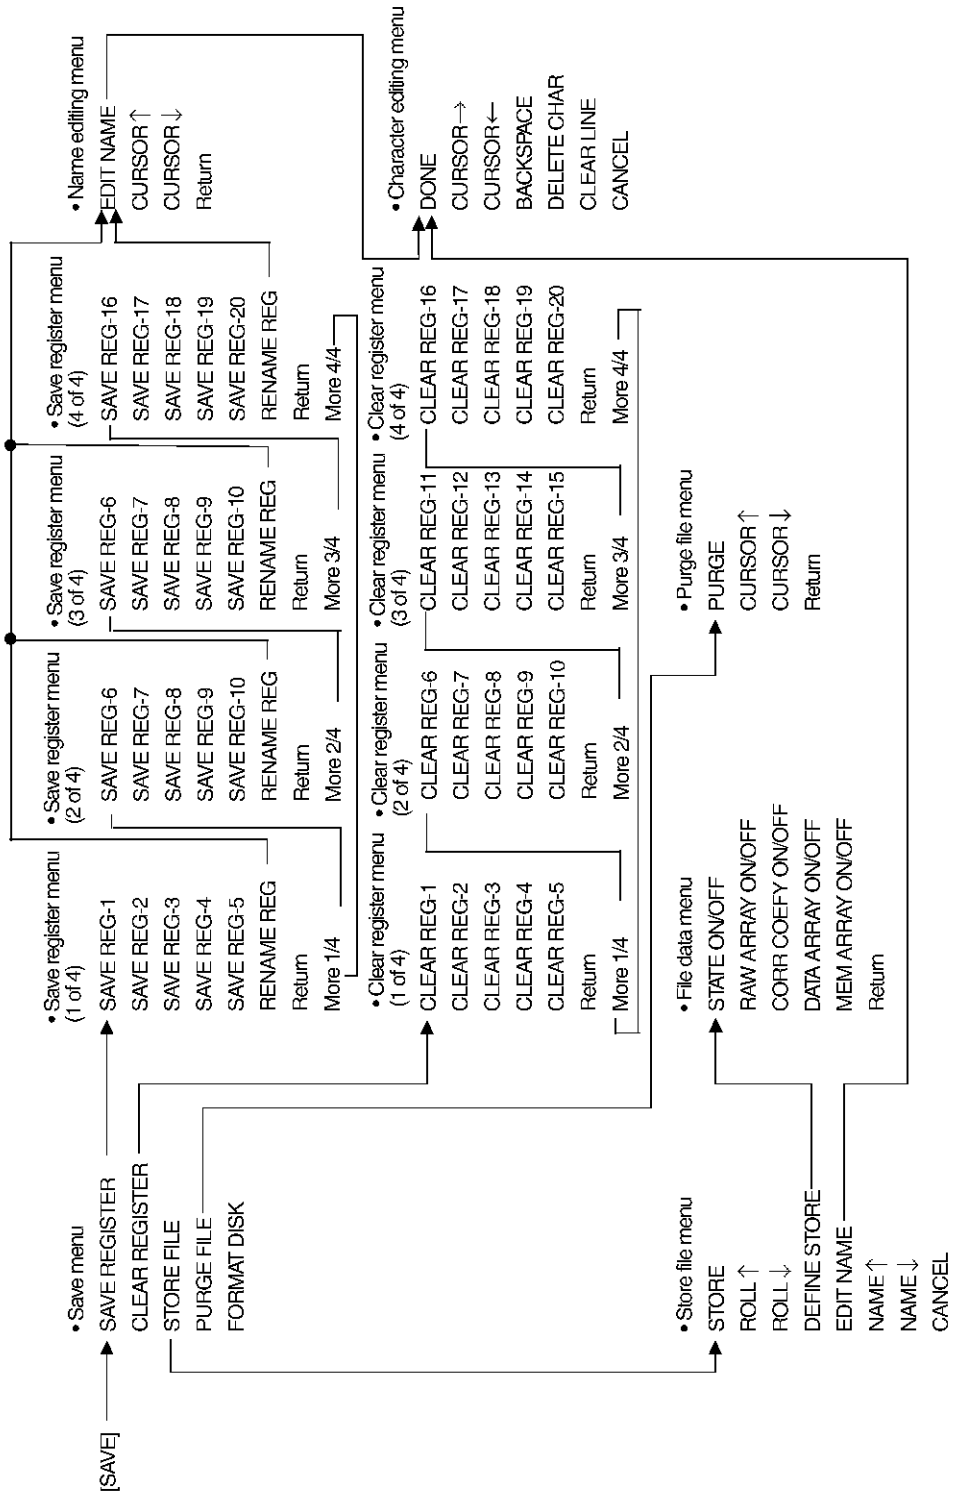 [SAVE]
• Save menu
SAVE REGISTER
CLEAR REGISTER
STORE FILE
PURGE FILE
FORMAT DISK
• Save register menu
(1 of 4)
SAVE REG-1
SAVE REG-2
SAVE REG-3
SAVE REG-4
SAVE REG-5
RENAME REG
Return
More 1/4
• Save register menu
(2 of 4)
SAVE REG-6
SAVE REG-7
SAVE REG-8
SAVE REG-9
SAVE REG-10
RENAME REG
Return
More 2/4
• Save register menu
(3 of 4)
SAVE REG-6
SAVE REG-7
SAVE REG-8
SAVE REG-9
SAVE REG-10
RENAME REG
Return
More 3/4
• Save register menu
(4 of 4)
SAVE REG-16
SAVE REG-17
SAVE REG-18
SAVE REG-19
SAVE REG-20
RENAME REG
Return
More 4/4
• Name editing menu
EDIT NAME
CURSOR ↑
CURSOR ↓
Return
• Clear register menu
(1 of 4)
CLEAR REG-1
CLEAR REG-2
CLEAR REG-3
CLEAR REG-4
CLEAR REG-5
Return
More 1/4
• Clear register menu
(2 of 4)
CLEAR REG-6
CLEAR REG-7
CLEAR REG-8
CLEAR REG-9
CLEAR REG-10
Return
More 2/4
• Clear register menu
(3 of 4)
CLEAR REG-11
CLEAR REG-12
CLEAR REG-13
CLEAR REG-14
CLEAR REG-15
Return
More 3/4
• Clear register menu
(4 of 4)
CLEAR REG-16
CLEAR REG-17
CLEAR REG-18
CLEAR REG-19
CLEAR REG-20
Return
More 4/4
• Character editing menu
DONE
CURSOR→
CURSOR←
BACKSPACE
DELETE CHAR
CLEAR LINE
CANCEL
• Store file menu
STORE
ROLL ↑
ROLL ↓
DEFINE STORE
EDIT NAME
NAME ↑
NAME ↓
CANCEL
• File data menu
STATE ON/OFF
RAW ARRAY ON/OFF
CORR COEFY ON/OFF
DATA ARRAY ON/OFF
MEM ARRAY ON/OFF
Return
• Purge file menu
PURGE
CURSOR ↑
CURSOR ↓
Return